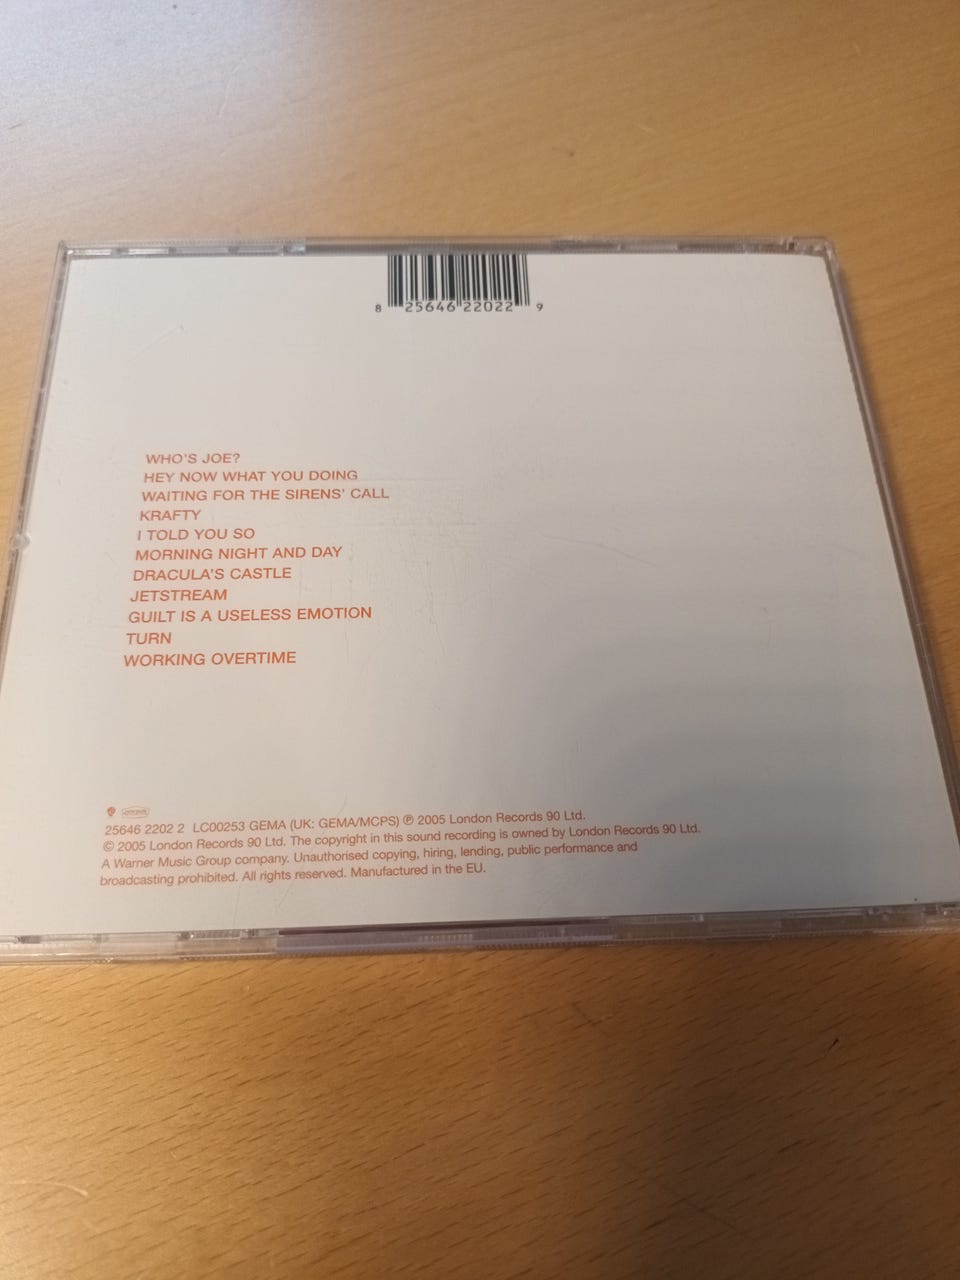 8 25646 22022 9
WHO'S JOE?
HEY NOW WHAT YOU DOING
WAITING FOR THE SIRENS' CALL
KRAFTY
I TOLD YOU SO
MORNING NIGHT AND DAY
DRACULA'S CASTLE
JETSTREAM
GUILT IS A USELESS EMOTION
TURN
WORKING OVERTIME
25646 2202 2 LC00253 GEMA (UK: GEMA/MCPS) ℗ 2005 London Records 90 Ltd.
© 2005 London Records 90 Ltd. The copyright in this sound recording is owned by London Records 90 Ltd.
A Warner Music Group company. Unauthorised copying, hiring, lending, public performance and
broadcasting prohibited. All rights reserved. Manufactured in the EU.